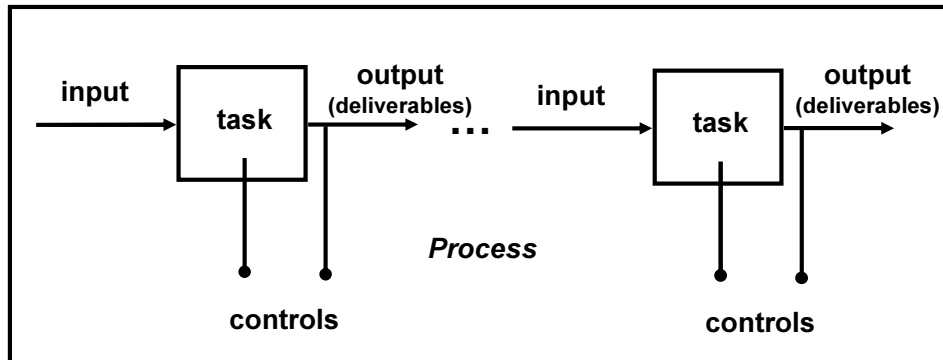 input
task
output
(deliverables)
...
input
task
output
(deliverables)
Process
controls
controls